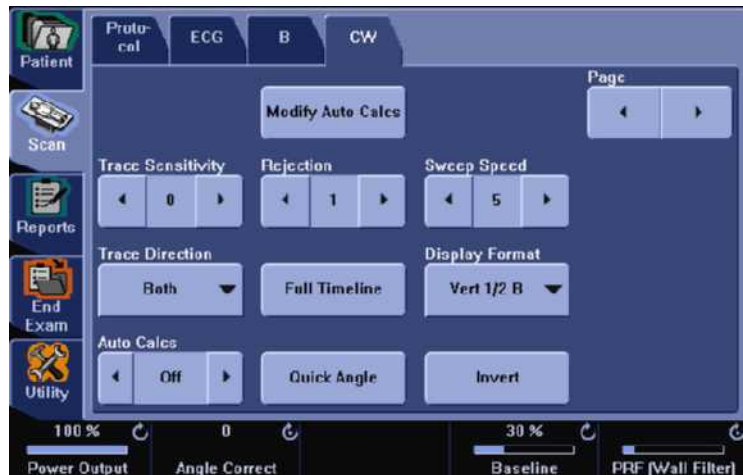 Patient
Scan
Reports
End
Exam
Utility
Proto-
col
ECG
B
CW
Page
Modify Auto Calcs
Trace Sensitivity
Rejection
Sweep Speed
0
1
5
Trace Direction
Display Format
Both
Full Timeline
Vert 1/2 B
Auto Calcs
Off
Quick Angle
Invert
100 %
0
30 %
Power Output
Angle Correct
Baseline
PRF [Wall Filter]